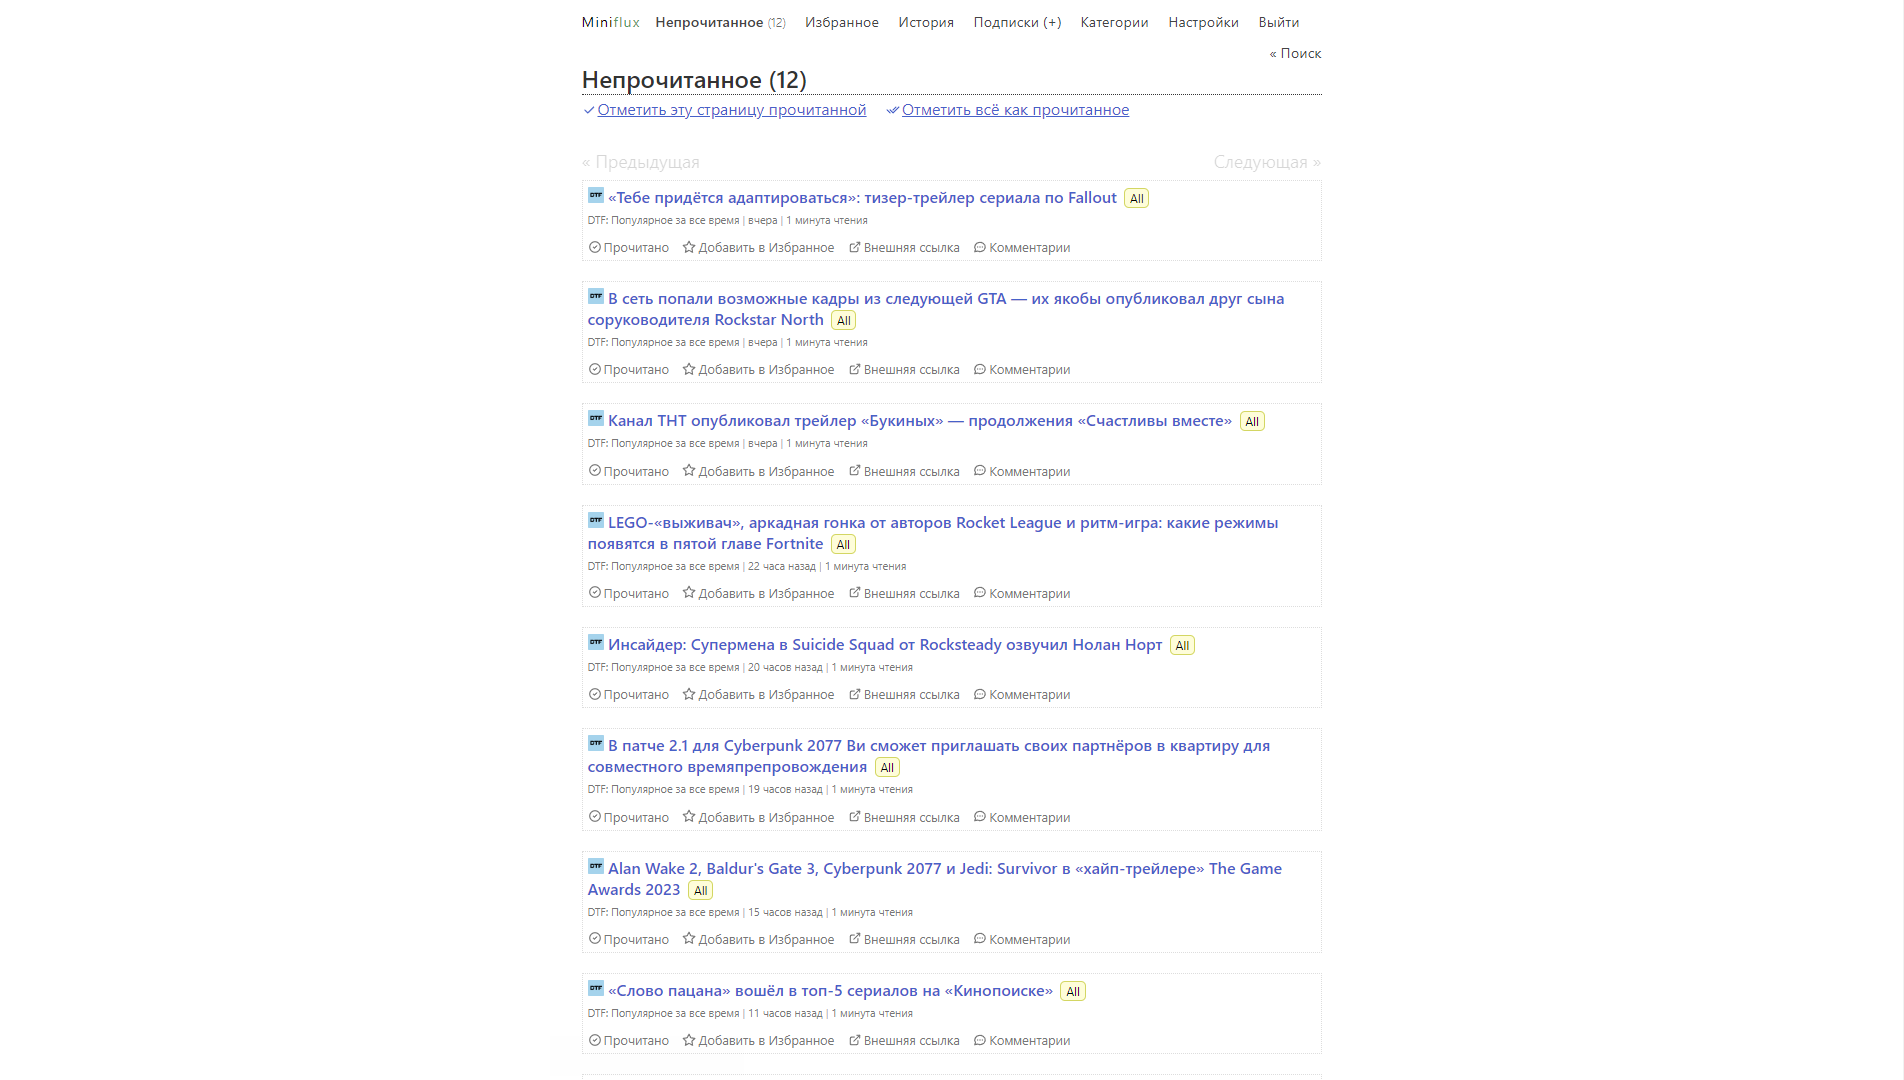 Miniflux Непрочитанное (12) Избранное История Подписки (+) Категории Настройки Выйти
« Поиск
Непрочитанное (12)
Отметить эту страницу прочитанной Отметить всё как прочитанное
« Предыдущая Следующая »
DTF «Тебе придётся адаптироваться»: тизер-трейлер сериала по Fallout All
DTF: Популярное за все время | вчера | 1 минута чтения
Прочитано Добавить в Избранное Внешняя ссылка Комментарии
DTF В сеть попали возможные кадры из следующей GTA — их якобы опубликовал друг сына
соруководителя Rockstar North All
DTF: Популярное за все время | вчера | 1 минута чтения
Прочитано Добавить в Избранное Внешняя ссылка Комментарии
DTF Канал ТНТ опубликовал трейлер «Букиных» — продолжения «Счастливы вместе» All
DTF: Популярное за все время | вчера | 1 минута чтения
Прочитано Добавить в Избранное Внешняя ссылка Комментарии
DTF LEGO-«выживач», аркадная гонка от авторов Rocket League и ритм-игра: какие режимы
появятся в пятой главе Fortnite All
DTF: Популярное за все время | 22 часа назад | 1 минута чтения
Прочитано Добавить в Избранное Внешняя ссылка Комментарии
DTF Инсайдер: Супермена в Suicide Squad от Rocksteady озвучил Нолан Норт All
DTF: Популярное за все время | 20 часов назад | 1 минута чтения
Прочитано Добавить в Избранное Внешняя ссылка Комментарии
DTF В патче 2.1 для Cyberpunk 2077 Ви сможет приглашать своих партнёров в квартиру для
совместного времяпрепровождения All
DTF: Популярное за все время | 19 часов назад | 1 минута чтения
Прочитано Добавить в Избранное Внешняя ссылка Комментарии
DTF Alan Wake 2, Baldur's Gate 3, Cyberpunk 2077 и Jedi: Survivor в «хайп-трейлере» The Game
Awards 2023 All
DTF: Популярное за все время | 15 часов назад | 1 минута чтения
Прочитано Добавить в Избранное Внешняя ссылка Комментарии
DTF «Слово пацана» вошёл в топ-5 сериалов на «Кинопоиске» All
DTF: Популярное за все время | 11 часов назад | 1 минута чтения
Прочитано Добавить в Избранное Внешняя ссылка Комментарии